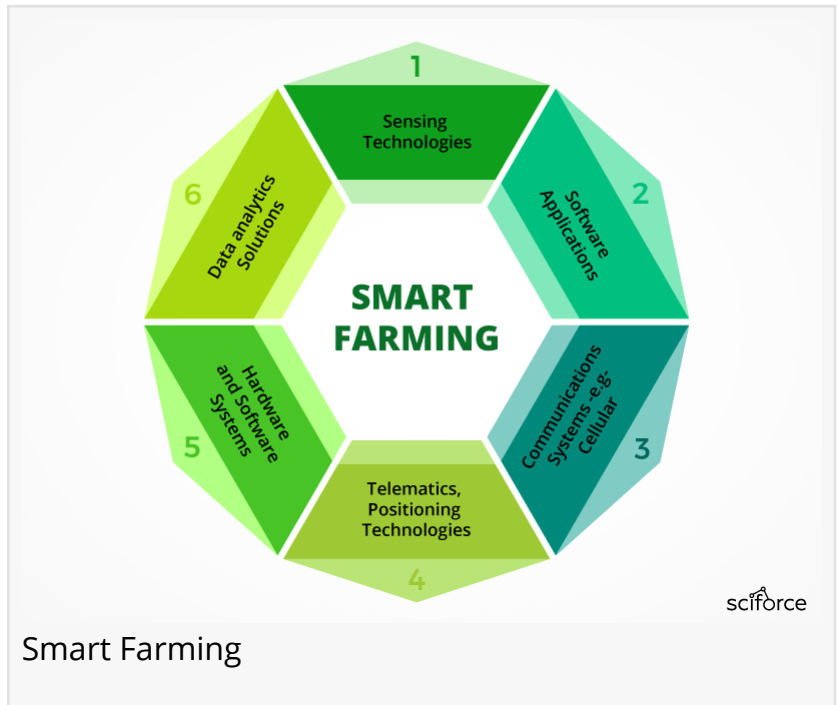 1
Sensing
Technologies
2
Software
Applications
3
Communications
Systems -e.g-
Cellular
4
Telematics,
Positioning
Technologies
5
Hardware
and Software
Systems
6
Data analytics
Solutions
SMART
FARMING
sciforce
Smart Farming